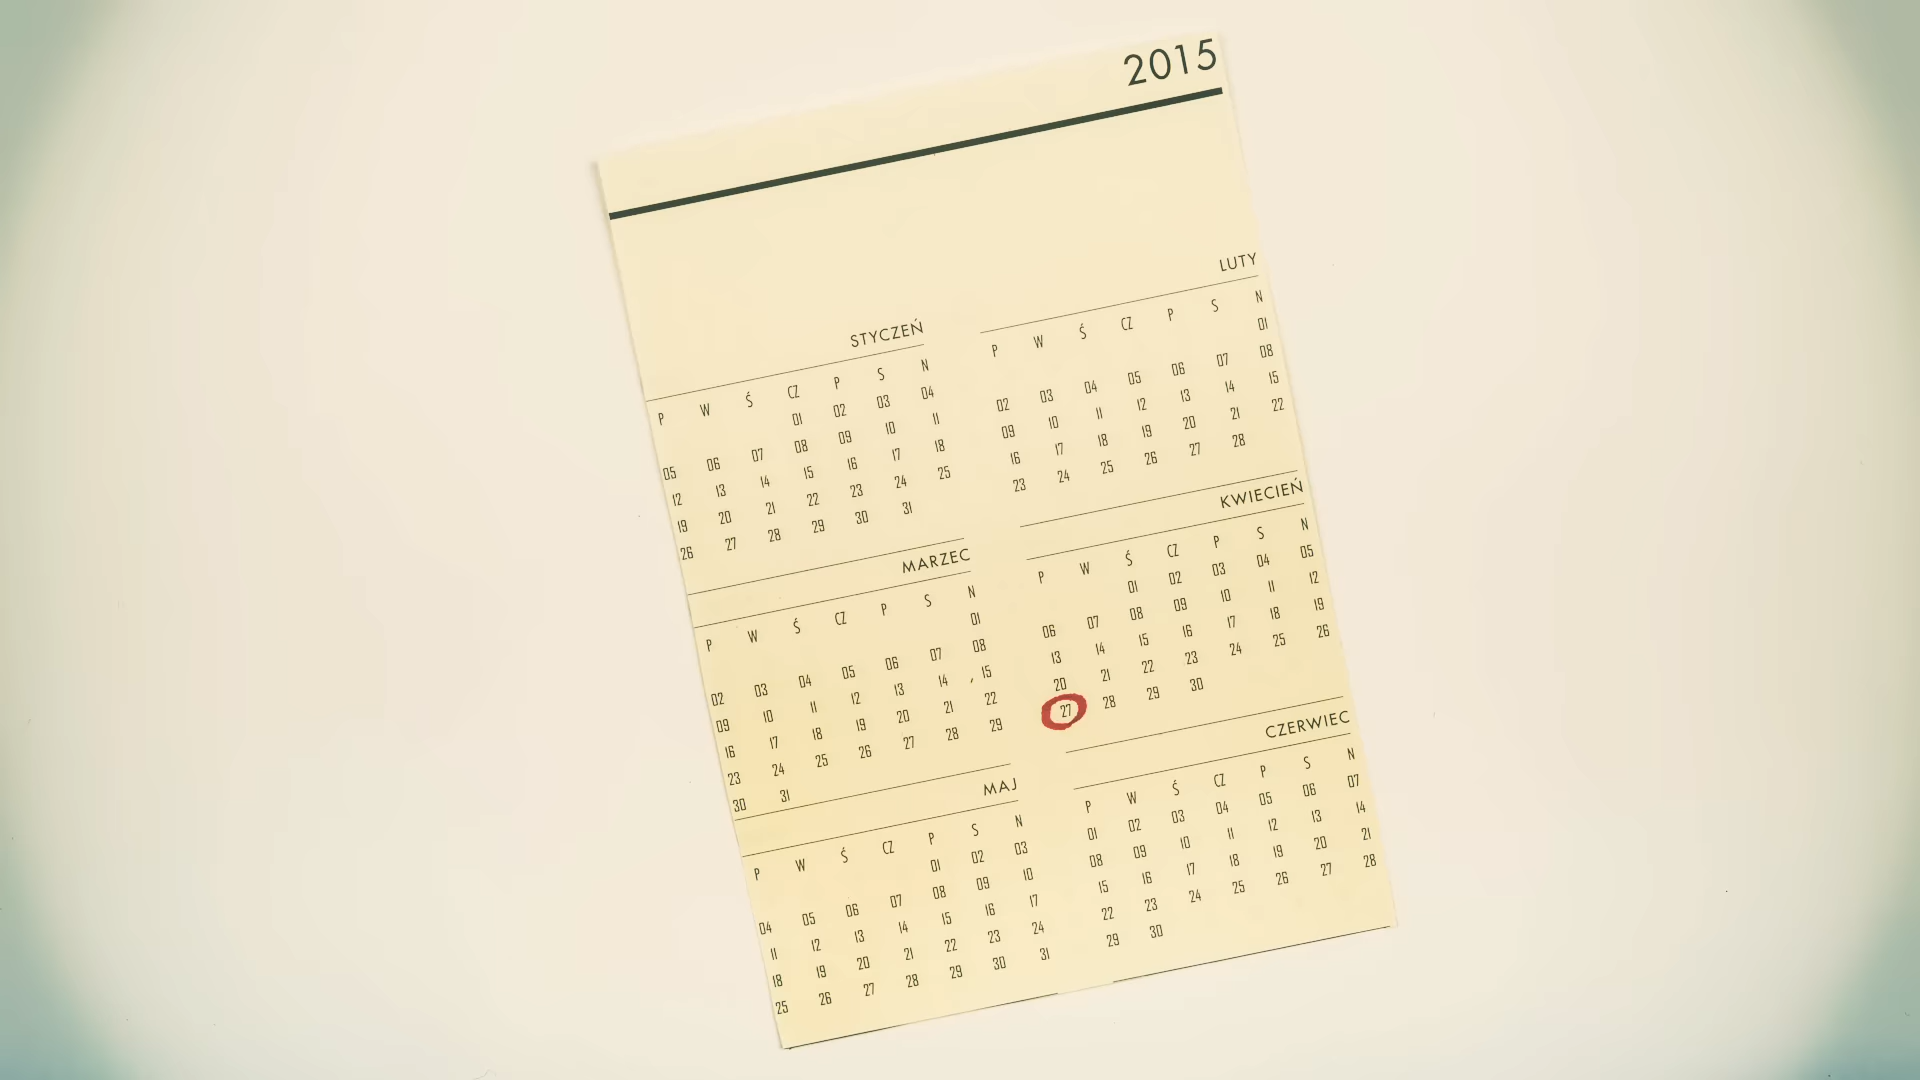 2015
STYCZEŃ
P W Ś CZ P S N
01 02 03 04
05 06 07 08 09 10 11
12 13 14 15 16 17 18
19 20 21 22 23 24 25
26 27 28 29 30 31
LUTY
P W Ś CZ P S N
01
02 03 04 05 06 07 08
09 10 11 12 13 14 15
16 17 18 19 20 21 22
23 24 25 26 27 28
MARZEC
P W Ś CZ P S N
01
02 03 04 05 06 07 08
09 10 11 12 13 14 15
16 17 18 19 20 21 22
23 24 25 26 27 28 29
30 31
KWIECIEŃ
P W Ś CZ P S N
01 02 03 04 05
06 07 08 09 10 11 12
13 14 15 16 17 18 19
20 21 22 23 24 25 26
27 28 29 30
MAJ
P W Ś CZ P S N
01 02 03
04 05 06 07 08 09 10
11 12 13 14 15 16 17
18 19 20 21 22 23 24
25 26 27 28 29 30 31
CZERWIEC
P W Ś CZ P S N
01 02 03 04 05 06 07
08 09 10 11 12 13 14
15 16 17 18 19 20 21
22 23 24 25 26 27 28
29 30